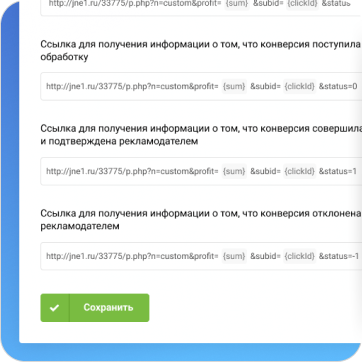 http://jne1.ru/33775/p.php?n=custom&profit= {sum} &subid= {clickId} &status
Ссылка для получения информации о том, что конверсия поступила
обработку
http://jne1.ru/33775/p.php?n=custom&profit= {sum} &subid= {clickId} &status=0
Ссылка для получения информации о том, что конверсия совершил
и подтверждена рекламодателем
http://jne1.ru/33775/p.php?n=custom&profit= {sum} &subid= {clickId} &status=1
Ссылка для получения информации о том, что конверсия отклонена
рекламодателем
http://jne1.ru/33775/p.php?n=custom&profit= {sum} &subid= {clickId} &status=-1
Сохранить